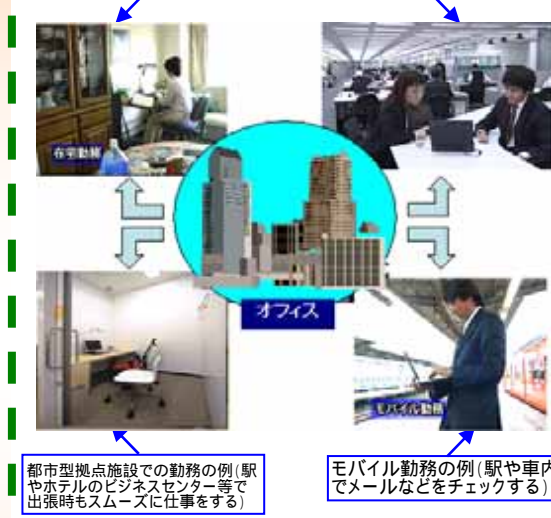 在宅勤務
オフィス
モバイル勤務
都市型拠点施設での勤務の例(駅
やホテルのビジネスセンター等で
出張時もスムーズに仕事をする)
モバイル勤務の例(駅や車内
でメールなどをチェックする)